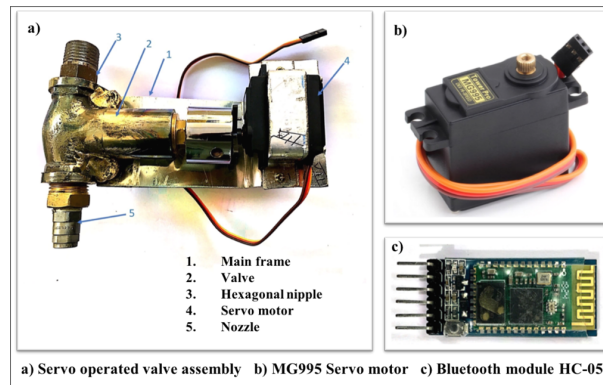 a)
3
2
1
4
5
1. Main frame
2. Valve
3. Hexagonal nipple
4. Servo motor
5. Nozzle
b)
c)
a) Servo operated valve assembly b) MG995 Servo motor c) Bluetooth module HC-05